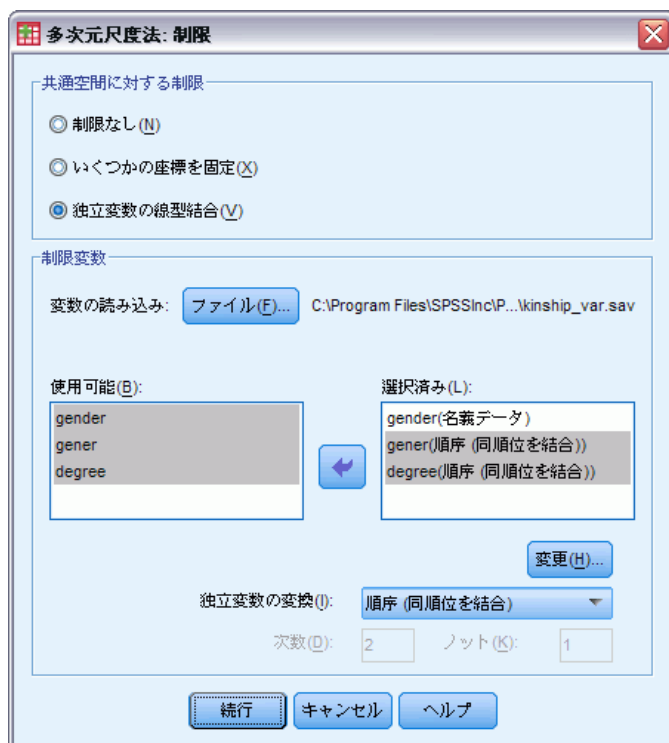 多次元尺度法: 制限
共通空間に対する制限
制限なし(N)
いくつかの座標を固定(X)
独立変数の線型結合(V)
制限変数
変数の読み込み: ファイル(F)... C:\Program Files\SPSSInc\P...\kinship_var.sav
使用可能(B): 選択済み(L):
gender gender(名義データ)
gener gener(順序 (同順位を結合))
degree degree(順序 (同順位を結合))
変更(H)...
独立変数の変換(I): 順序 (同順位を結合)
次数(D): 2 ノット(K): 1
続行 キャンセル ヘルプ